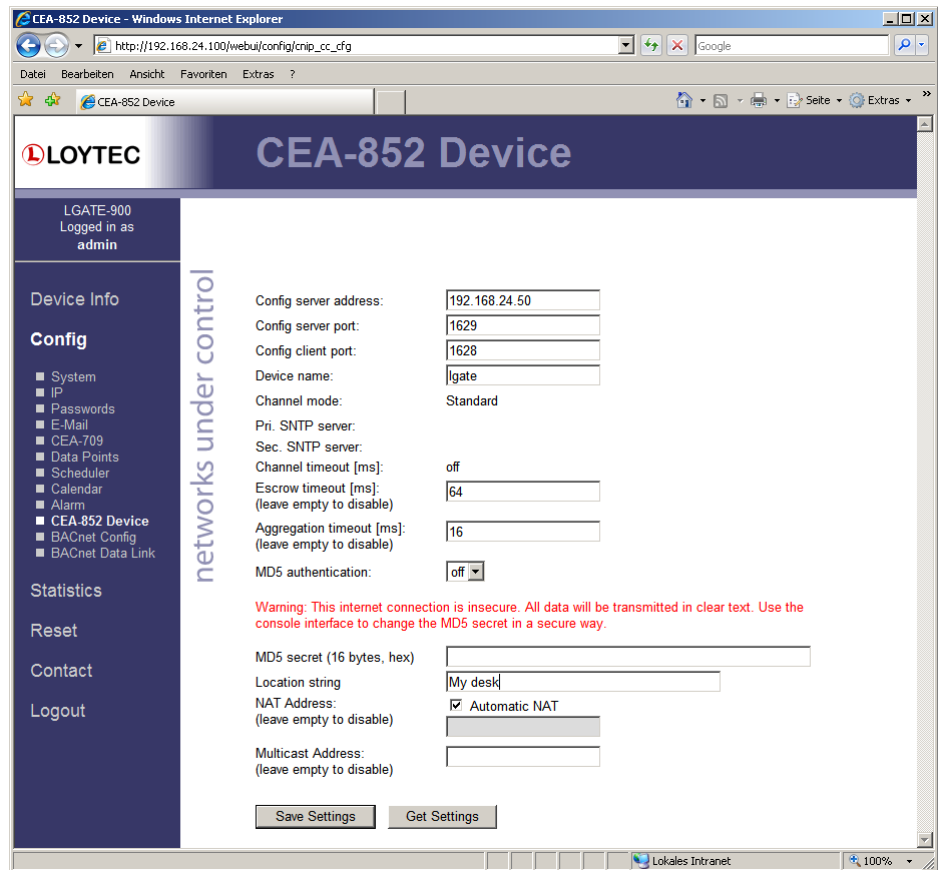 CEA-852 Device - Windows Internet Explorer
http://192.168.24.100/webui/config/cnip_cc_cfg
Google
Datei Bearbeiten Ansicht Favoriten Extras ?
CEA-852 Device
Seite Extras »
LOYTEC
CEA-852 Device
LGATE-900
Logged in as
admin
Device Info
Config
System
IP
Passwords
E-Mail
CEA-709
Data Points
Scheduler
Calendar
Alarm
CEA-852 Device
BACnet Config
BACnet Data Link
Statistics
Reset
Contact
Logout
networks under control
Config server address: 192.168.24.50
Config server port: 1629
Config client port: 1628
Device name: lgate
Channel mode: Standard
Pri. SNTP server:
Sec. SNTP server:
Channel timeout [ms]: off
Escrow timeout [ms]: 64
(leave empty to disable)
Aggregation timeout [ms]: 16
(leave empty to disable)
MD5 authentication: off
Warning: This internet connection is insecure. All data will be transmitted in clear text. Use the
console interface to change the MD5 secret in a secure way.
MD5 secret (16 bytes, hex)
Location string My desk
NAT Address: Automatic NAT
(leave empty to disable)
Multicast Address:
(leave empty to disable)
Save Settings Get Settings
Lokales Intranet 100%